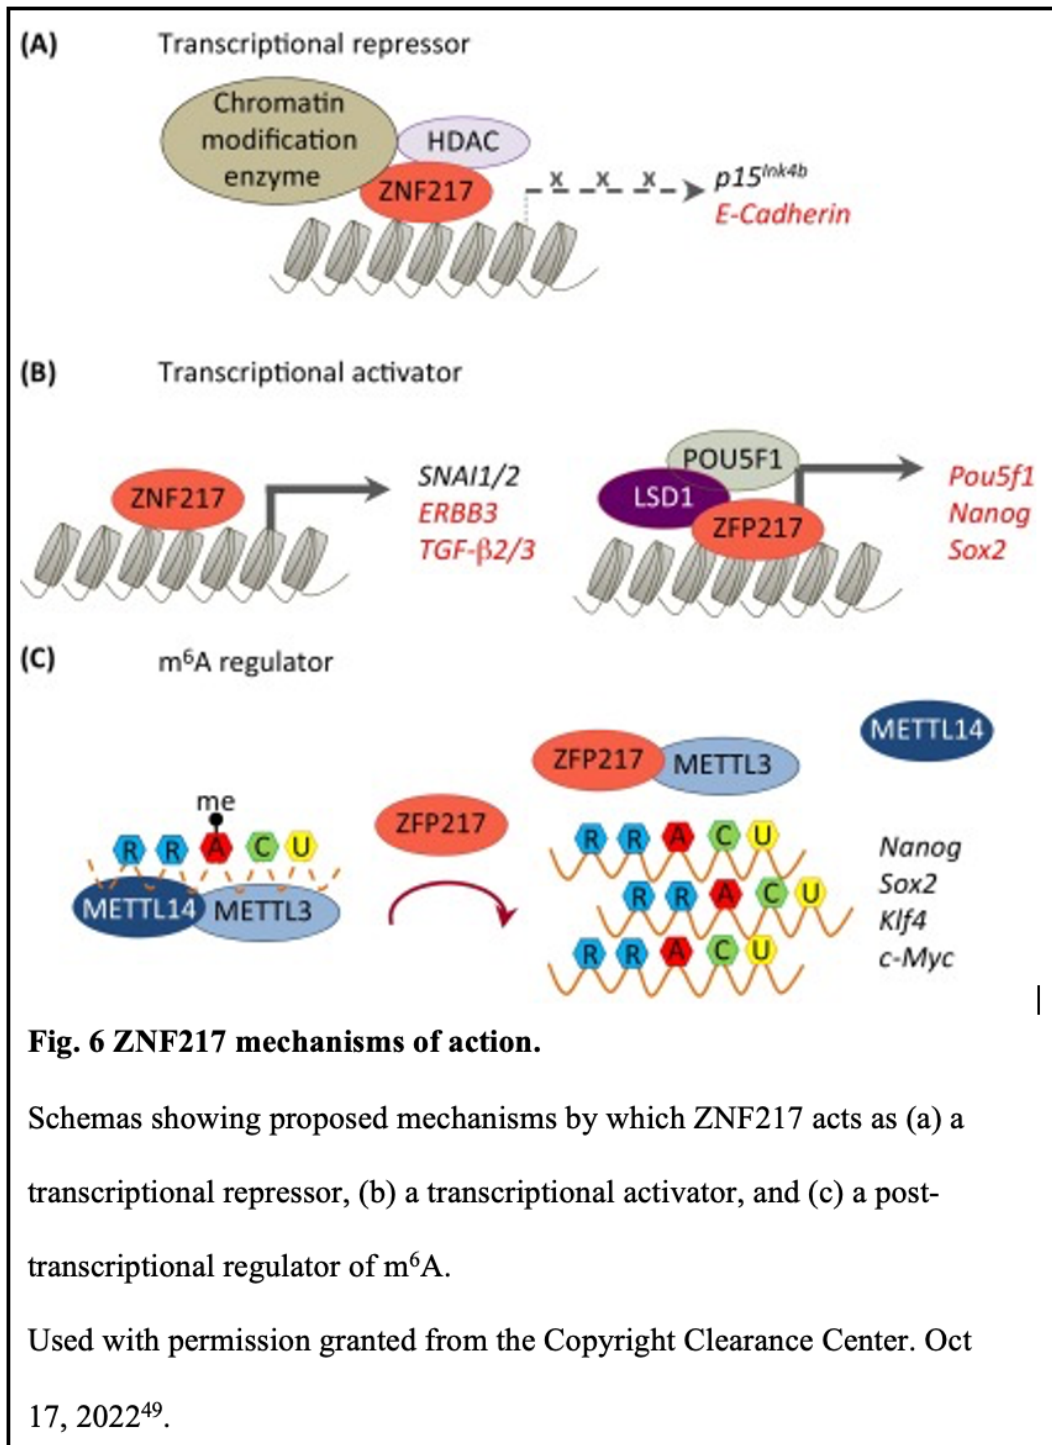 (A) Transcriptional repressor
Chromatin
modification
enzyme
HDAC
ZNF217
x x x
p15^Ink4b
E-Cadherin
(B) Transcriptional activator
ZNF217
SNAI1/2
ERBB3
TGF-β2/3
POU5F1
LSD1
ZFP217
Pou5f1
Nanog
Sox2
(C) m⁶A regulator
me
R R A C U
METTL14 METTL3
ZFP217
ZFP217 METTL3
METTL14
R R A C U
R R A C U
R R A C U
Nanog
Sox2
Klf4
c-Myc
Fig. 6 ZNF217 mechanisms of action.
Schemas showing proposed mechanisms by which ZNF217 acts as (a) a
transcriptional repressor, (b) a transcriptional activator, and (c) a post-
transcriptional regulator of m⁶A.
Used with permission granted from the Copyright Clearance Center. Oct
17, 2022⁴⁹.